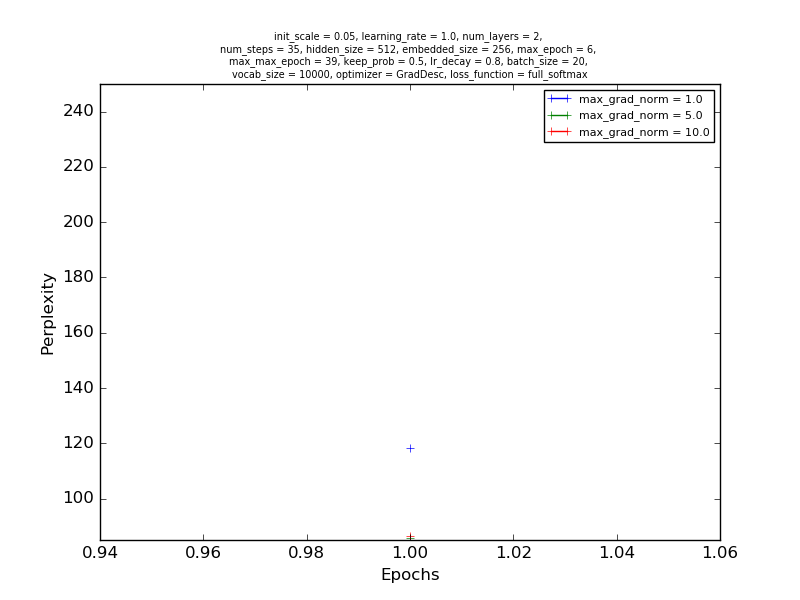 init_scale = 0.05, learning_rate = 1.0, num_layers = 2,
num_steps = 35, hidden_size = 512, embedded_size = 256, max_epoch = 6,
max_max_epoch = 39, keep_prob = 0.5, lr_decay = 0.8, batch_size = 20,
vocab_size = 10000, optimizer = GradDesc, loss_function = full_softmax
max_grad_norm = 1.0
max_grad_norm = 5.0
max_grad_norm = 10.0
240
220
200
180
160
140
120
100
Perplexity
0.94 0.96 0.98 1.00 1.02 1.04 1.06
Epochs